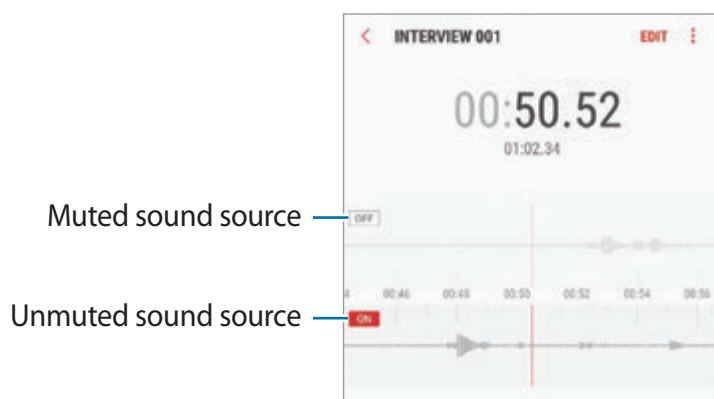 INTERVIEW 001 EDIT
00:50.52
01:02.34
Muted sound source OFF
00:46 00:48 00:50 00:52 00:54 00:56
Unmuted sound source ON